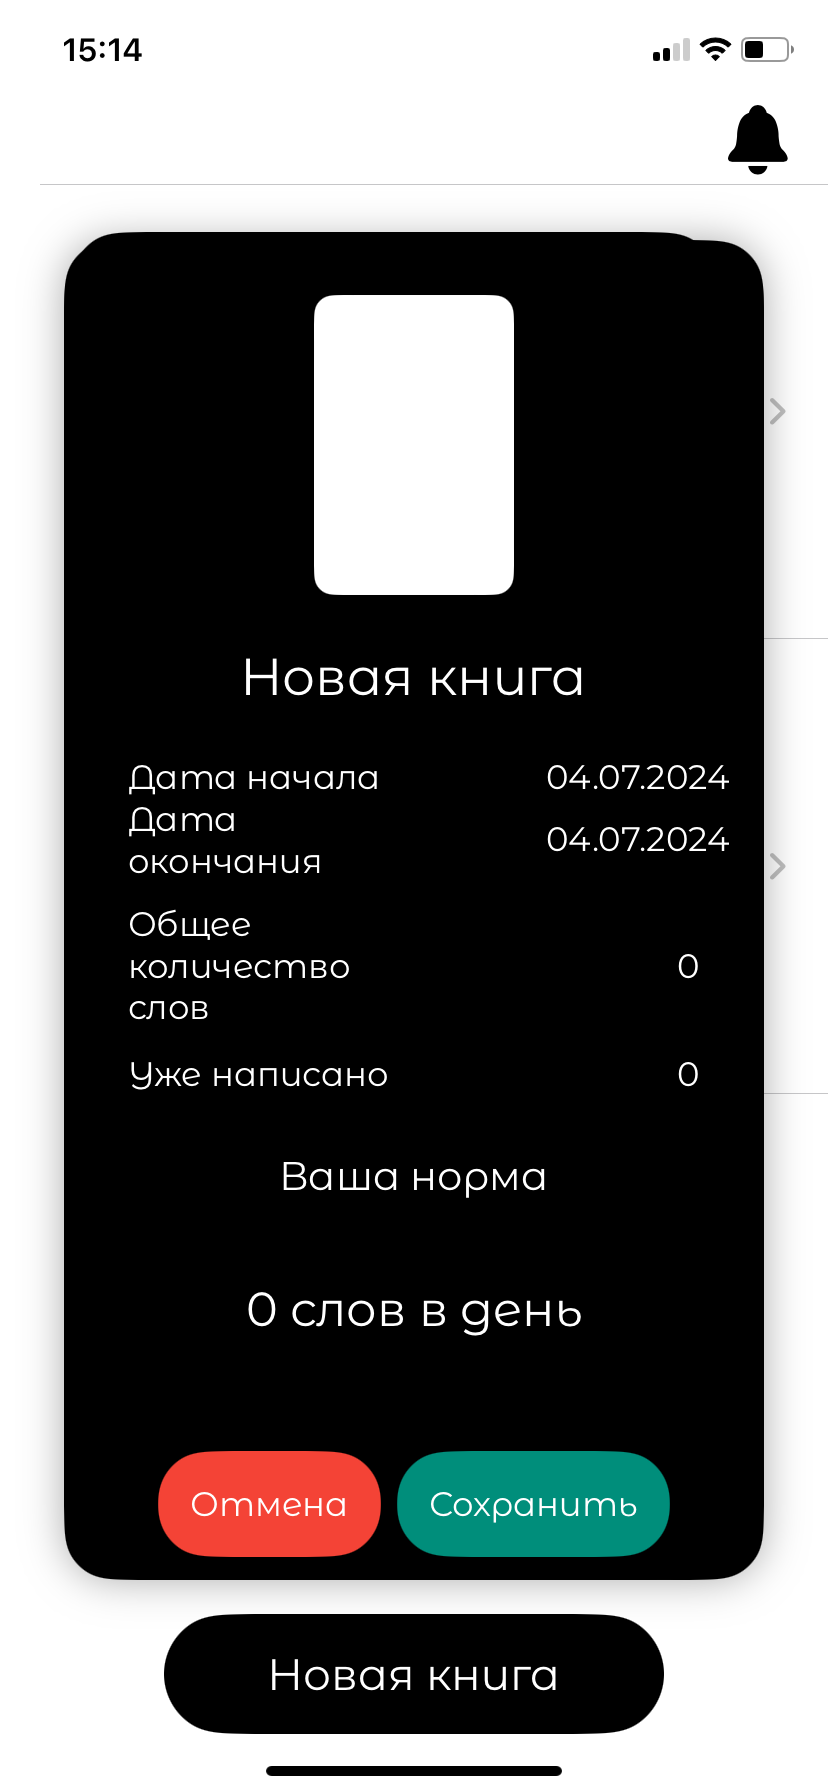 15:14
Новая книга
Дата начала 04.07.2024
Дата
окончания 04.07.2024
Общее
количество
слов 0
Уже написано 0
Ваша норма
0 слов в день
Отмена Сохранить
Новая книга